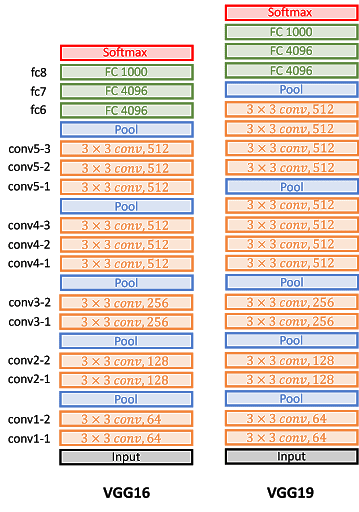 Softmax
fc8 FC 1000
fc7 FC 4096
fc6 FC 4096
Pool
conv5-3 3 × 3 conv, 512
conv5-2 3 × 3 conv, 512
conv5-1 3 × 3 conv, 512
Pool
conv4-3 3 × 3 conv, 512
conv4-2 3 × 3 conv, 512
conv4-1 3 × 3 conv, 512
Pool
conv3-2 3 × 3 conv, 256
conv3-1 3 × 3 conv, 256
Pool
conv2-2 3 × 3 conv, 128
conv2-1 3 × 3 conv, 128
Pool
conv1-2 3 × 3 conv, 64
conv1-1 3 × 3 conv, 64
Input
VGG16
Softmax
FC 1000
FC 4096
FC 4096
Pool
3 × 3 conv, 512
3 × 3 conv, 512
3 × 3 conv, 512
3 × 3 conv, 512
Pool
3 × 3 conv, 512
3 × 3 conv, 512
3 × 3 conv, 512
3 × 3 conv, 512
Pool
3 × 3 conv, 256
3 × 3 conv, 256
Pool
3 × 3 conv, 128
3 × 3 conv, 128
Pool
3 × 3 conv, 64
3 × 3 conv, 64
Input
VGG19